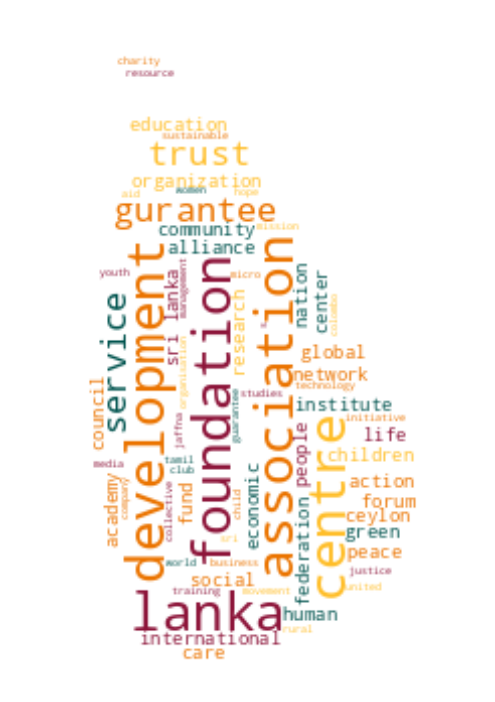 charity
resource
education
sustainable
trust
organization
aid
women
hope
gurantee
community
mission
alliance
youth
lanka
management
micro
nation
center
colombo
development
foundation
association
service
research
sri
organisation
global
network
technology
studies
institute
initiative
council
jaffna
guarantee
people
centre
life
children
media
tamil
club
academy
company
collective
fund
child
economic
action
forum
ceylon
federation
green
sri
peace
world
business
justice
social
united
training
movement
lanka
human
rural
international
care